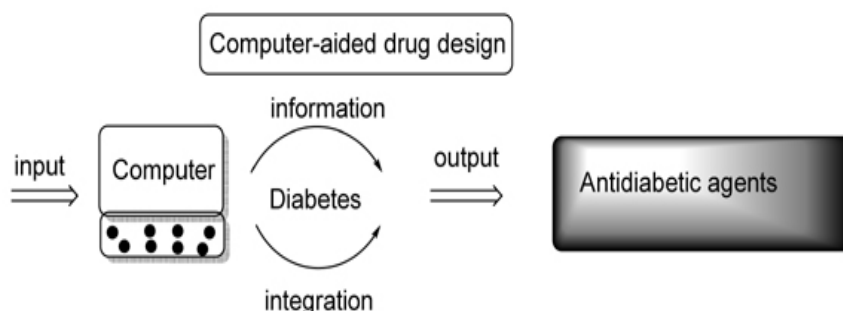 Computer-aided drug design
information
input
Computer
Diabetes
output
Antidiabetic agents
integration